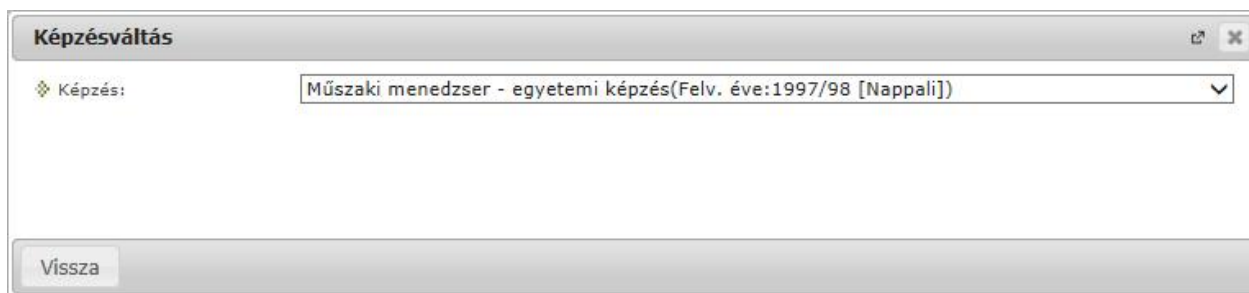 Képzésváltás
Képzés:
Műszaki menedzser - egyetemi képzés(Felv. éve:1997/98 [Nappali])
Vissza